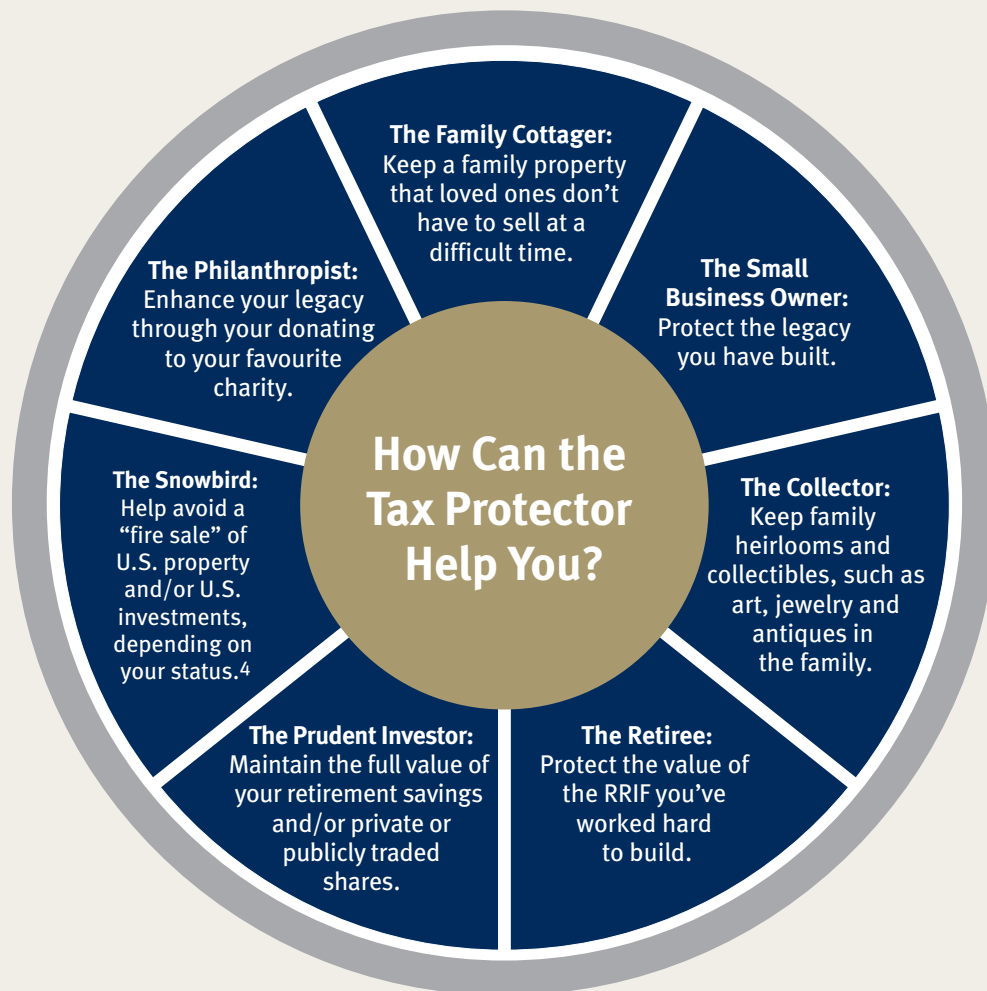 The Family Cottager:
Keep a family property
that loved ones don't
have to sell at a
difficult time.
The Small
Business Owner:
Protect the legacy
you have built.
The Collector:
Keep family
heirlooms and
collectibles, such as
art, jewelry and
antiques in
the family.
The Retiree:
Protect the value of
the RRIF you've
worked hard
to build.
The Prudent Investor:
Maintain the full value of
your retirement savings
and/or private or
publicly traded
shares.
The Snowbird:
Help avoid a
“fire sale” of
U.S. property
and/or U.S.
investments,
depending on
your status.4
The Philanthropist:
Enhance your legacy
through your donating
to your favourite
charity.
How Can the
Tax Protector
Help You?